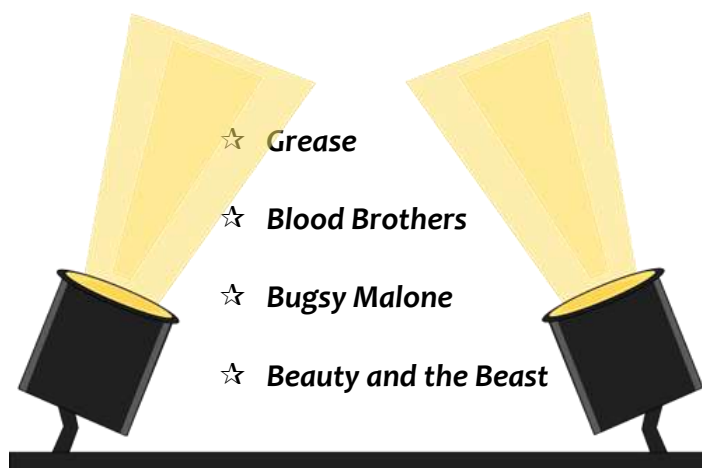 ☆ Grease
☆ Blood Brothers
☆ Bugsy Malone
☆ Beauty and the Beast